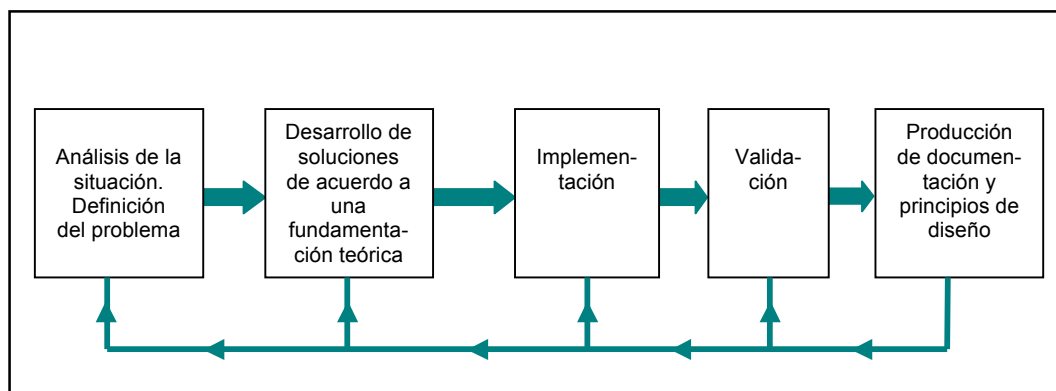 Análisis de la
situación.
Definición
del problema
Desarrollo de
soluciones
de acuerdo a
una
fundamenta-
ción teórica
Implemen-
tación
Valida-
ción
Producción
de documen-
tación y
principios de
diseño